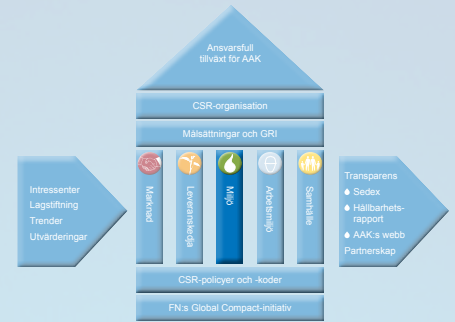 Ansvarsfull
tillväxt för AAK
CSR-organisation
Målsättningar och GRI
Intressenter
Lagstiftning
Trender
Utvärderingar
Marknad
Leveranskedja
Miljö
Arbetsmiljö
Samhälle
Transparens
Sedex
Hållbarhets-
rapport
AAK:s webb
Partnerskap
CSR-policyer och -koder
FN:s Global Compact-initiativ